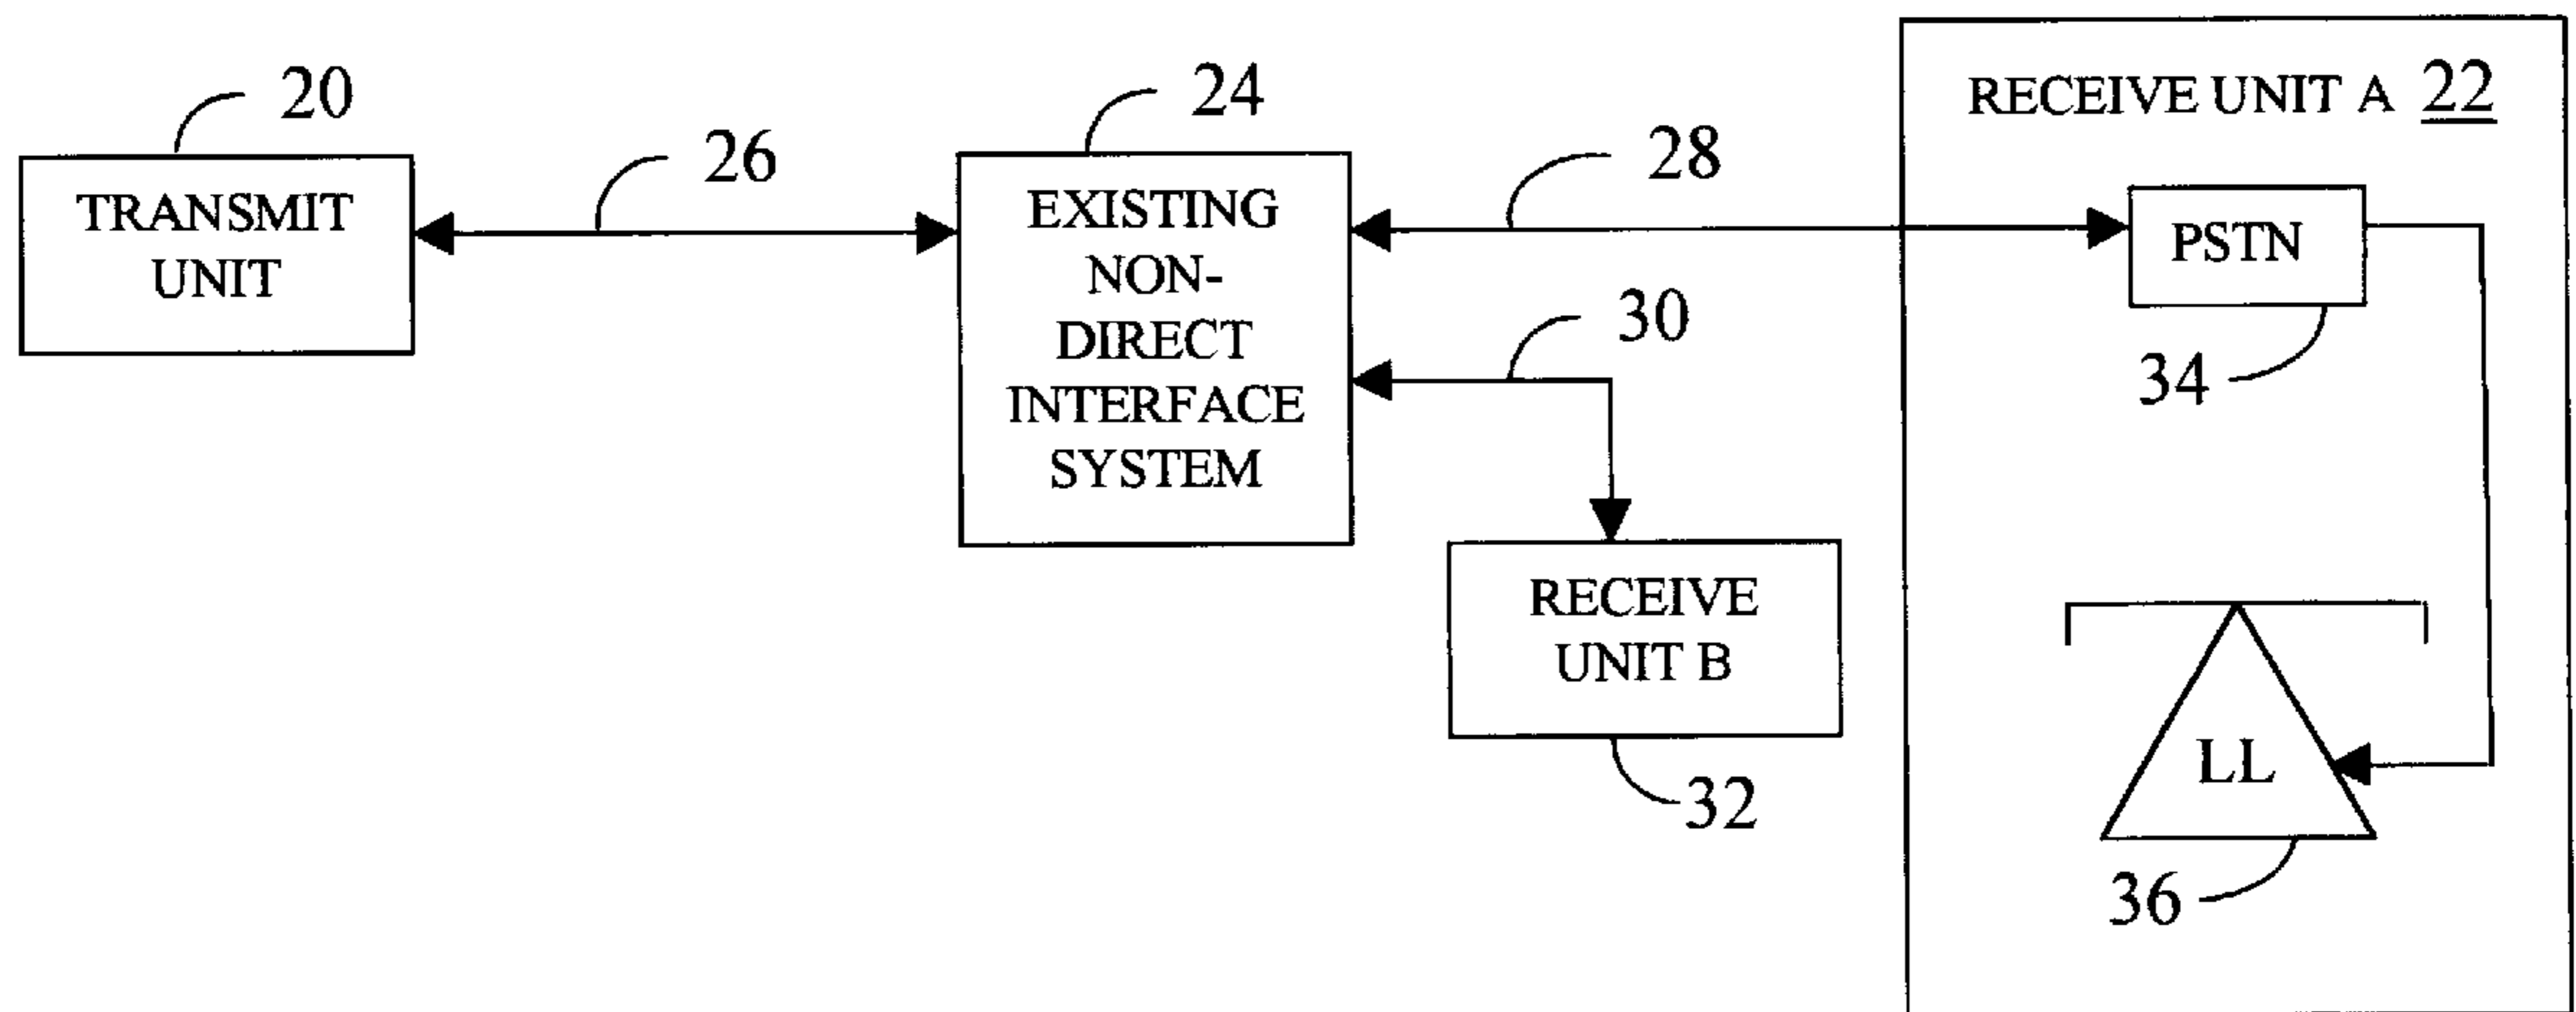 20
TRANSMIT
UNIT
26
24
EXISTING
NON-
DIRECT
INTERFACE
SYSTEM
28
30
RECEIVE
UNIT B
32
RECEIVE UNIT A 22
PSTN
34
LL
36